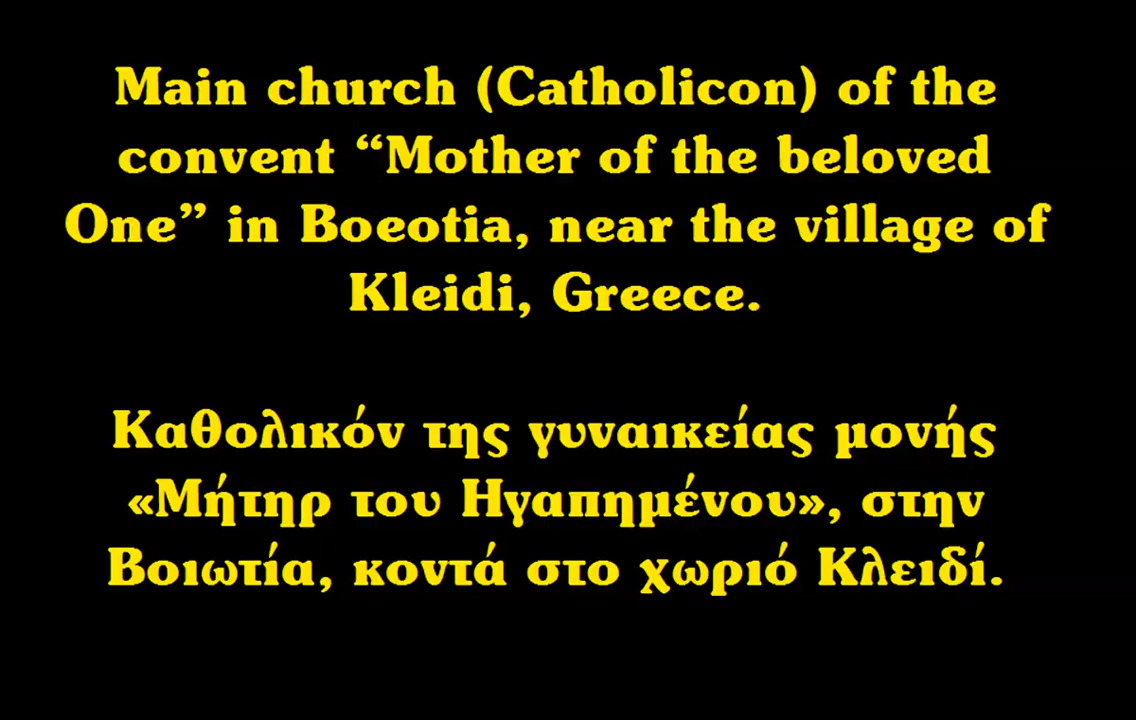 Main church (Catholicon) of the
convent “Mother of the beloved
One” in Boeotia, near the village of
Kleidi, Greece.
Καθολικόν της γυναικείας μονής
«Μήτηρ του Ηγαπημένου», στην
Βοιωτία, κοντά στο χωριό Κλειδί.